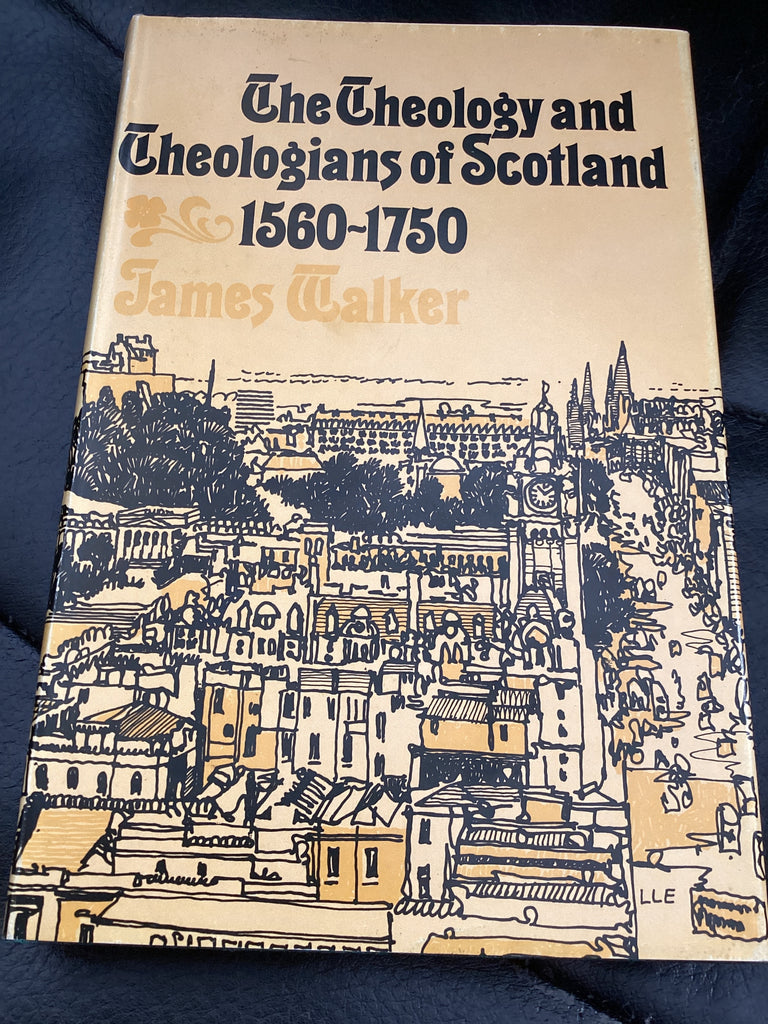 The Theology and
Theologians of Scotland
1560~1750
James Walker
LLE